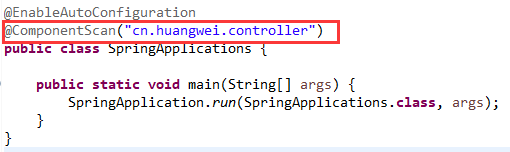 @EnableAutoConfiguration
@ComponentScan("cn.huangwei.controller")
public class SpringApplications {
public static void main(String[] args) {
SpringApplication.run(SpringApplications.class, args);
}
}